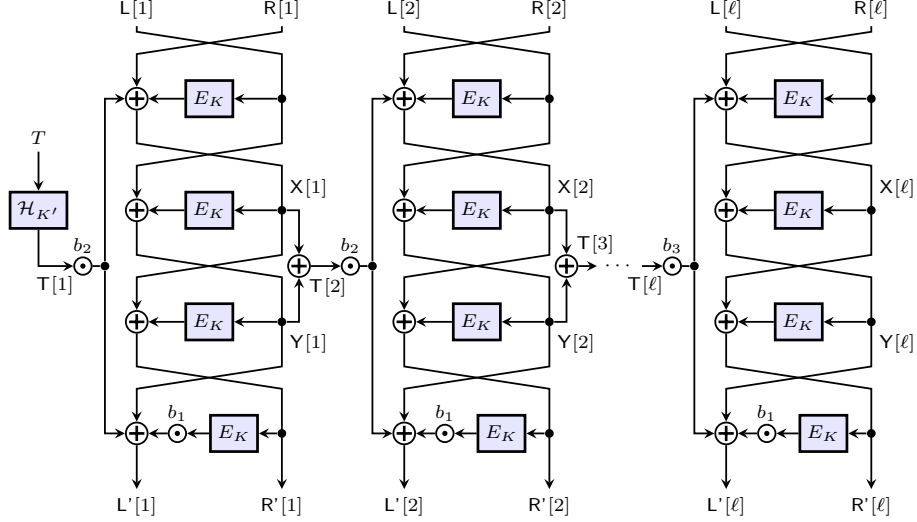 L[1] R[1] L[2] R[2] L[ℓ] R[ℓ]
E_K E_K E_K
T
X[1] X[2] X[ℓ]
H_{K'} E_K E_K E_K
b_2 b_2 T[3] b_3
T[1] T[2] · · · T[ℓ]
E_K E_K E_K
Y[1] Y[2] Y[ℓ]
b_1 E_K b_1 E_K b_1 E_K
L'[1] R'[1] L'[2] R'[2] L'[ℓ] R'[ℓ]